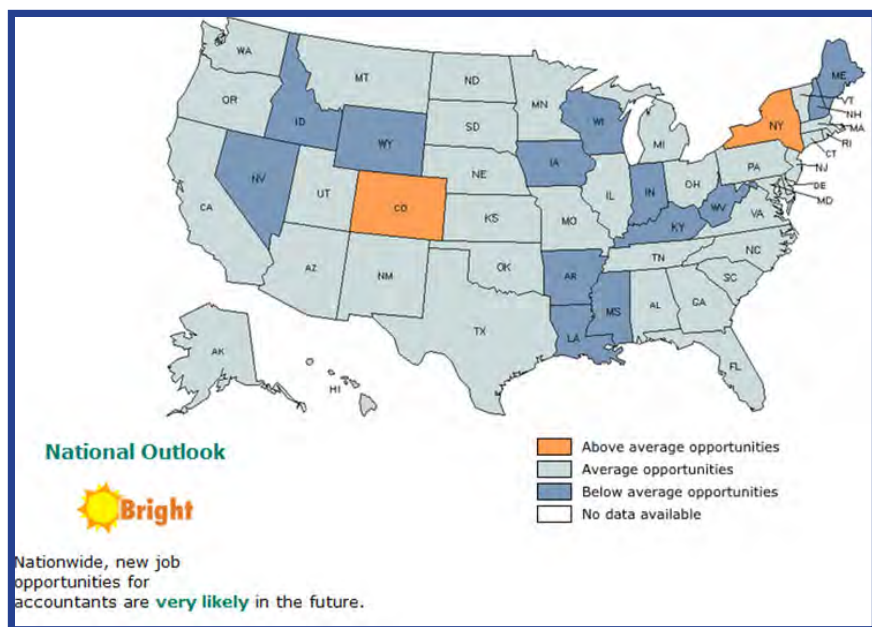 WA
MT
ND
MN
OR
ID
SD
WI
MI
WY
NE
IA
NV
UT
CO
KS
MO
IL
IN
OH
PA
NY
ME
VT
NH
MA
RI
CT
NJ
DE
MD
WV
VA
KY
CA
AZ
NM
OK
AR
TN
NC
SC
TX
LA
MS
AL
GA
FL
AK
HI
National Outlook
Bright
Nationwide, new job
opportunities for
accountants are very likely in the future.
Above average opportunities
Average opportunities
Below average opportunities
No data available